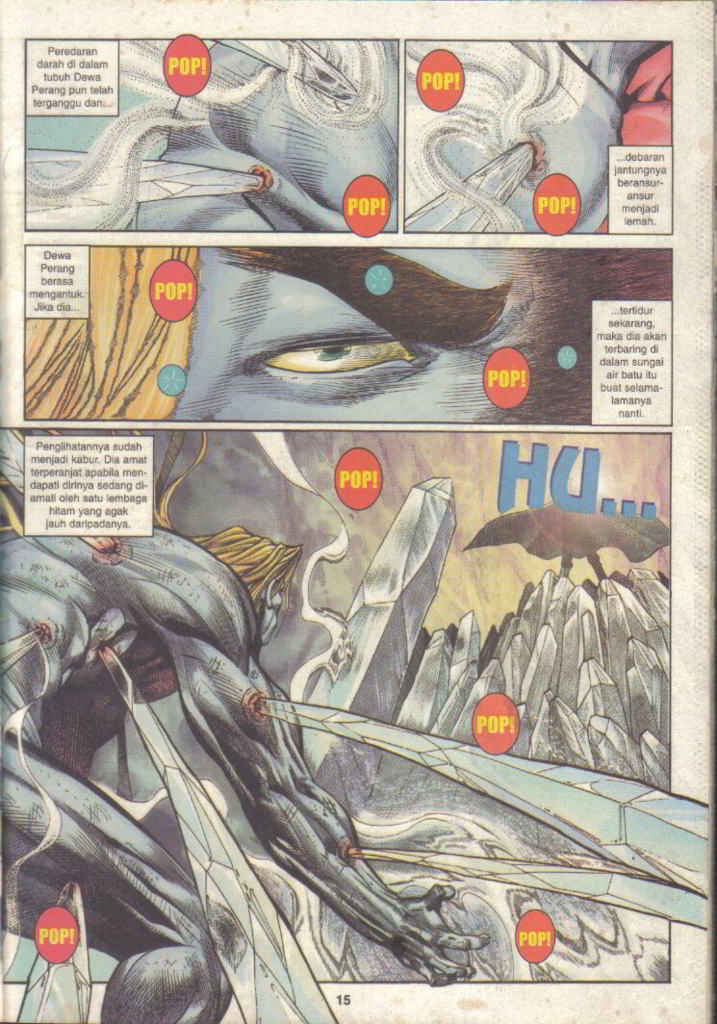 Peredaran
darah di dalam
tubuh Dewa
Perang pun telah
terganggu dan...
POP!
POP!
POP!
POP!
...debaran
jantungnya
beransur-
ansur
menjadi
lemah.
Dewa
Perang
berasa
mengantuk.
Jika dia...
POP!
POP!
...tertidur
sekarang,
maka dia akan
terbaring di
dalam sungai
air batu itu
buat selama-
lamanya
nanti.
Penglihatannya sudah
menjadi kabur. Dia amat
terperanjat apabila men-
dapati dirinya sedang di-
amati oleh satu lembaga
hitam yang agak
jauh daripadanya.
POP!
HU...
POP!
POP!
POP!
15